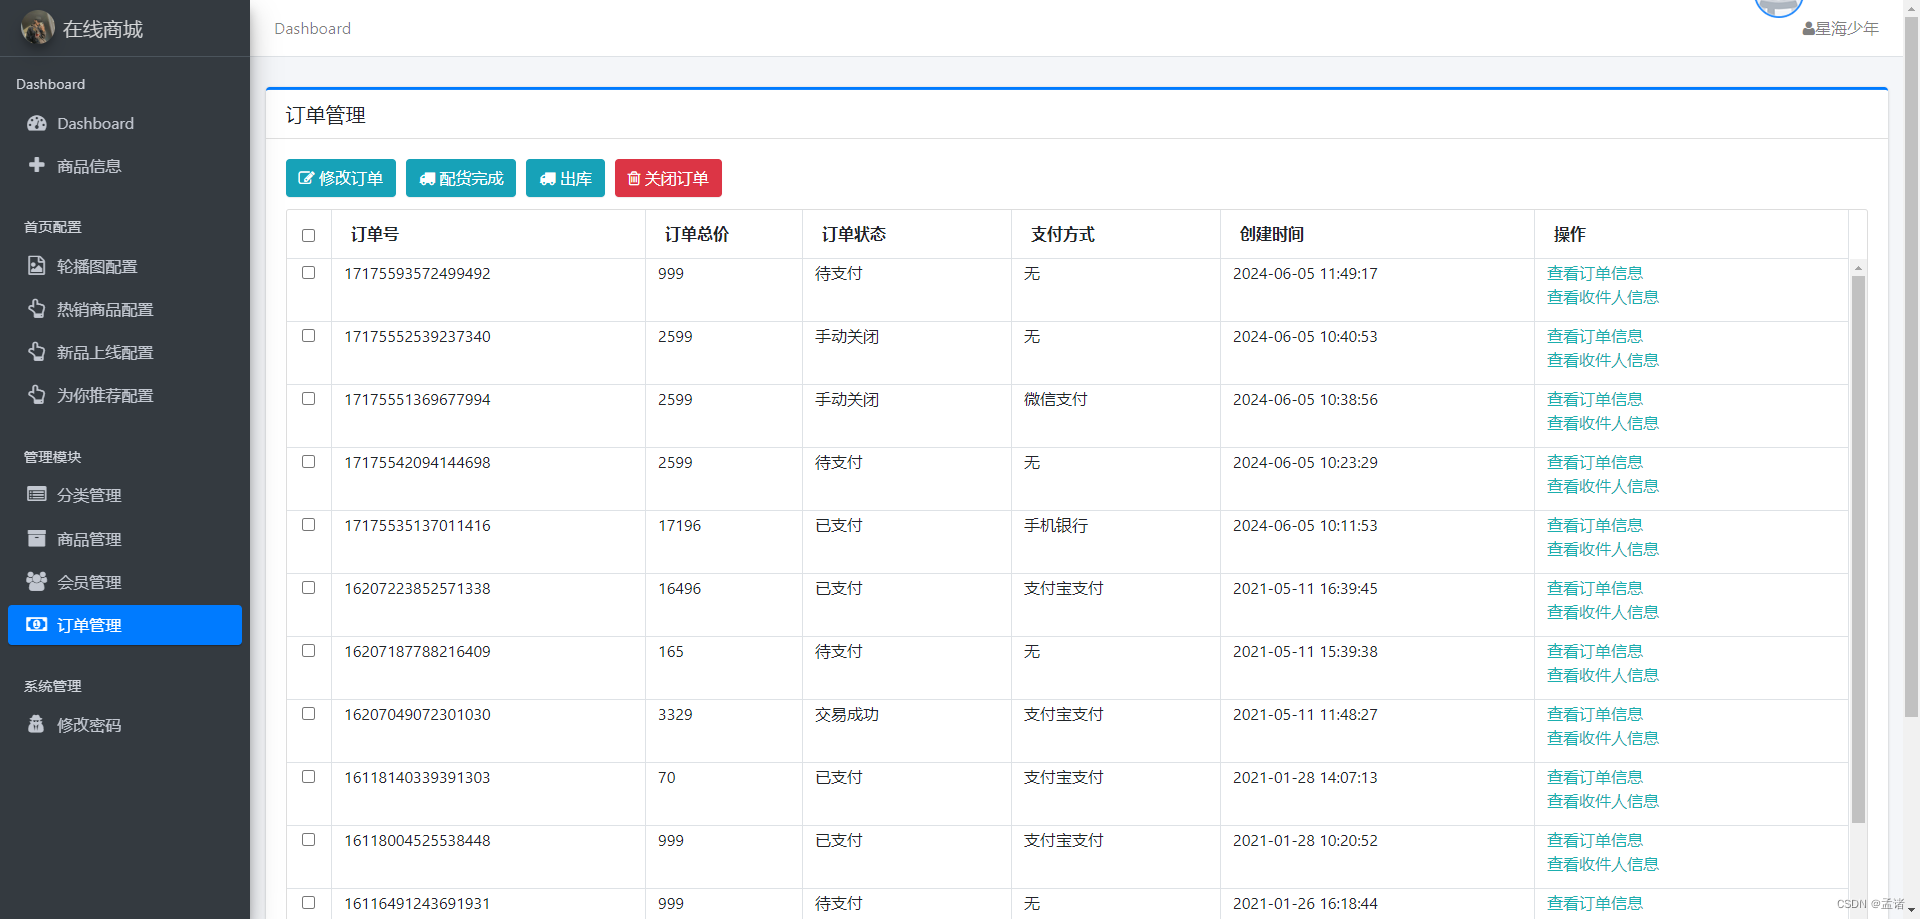 在线商城
Dashboard
星海少年
Dashboard
Dashboard
商品信息
首页配置
轮播图配置
热销商品配置
新品上线配置
为你推荐配置
管理模块
分类管理
商品管理
会员管理
订单管理
系统管理
修改密码
订单管理
修改订单 配货完成 出库 关闭订单
订单号 订单总价 订单状态 支付方式 创建时间 操作
17175593572499492 999 待支付 无 2024-06-05 11:49:17 查看订单信息
查看收件人信息
17175552539237340 2599 手动关闭 无 2024-06-05 10:40:53 查看订单信息
查看收件人信息
17175551369677994 2599 手动关闭 微信支付 2024-06-05 10:38:56 查看订单信息
查看收件人信息
17175542094144698 2599 待支付 无 2024-06-05 10:23:29 查看订单信息
查看收件人信息
17175535137011416 17196 已支付 手机银行 2024-06-05 10:11:53 查看订单信息
查看收件人信息
16207223852571338 16496 已支付 支付宝支付 2021-05-11 16:39:45 查看订单信息
查看收件人信息
16207187788216409 165 待支付 无 2021-05-11 15:39:38 查看订单信息
查看收件人信息
16207049072301030 3329 交易成功 支付宝支付 2021-05-11 11:48:27 查看订单信息
查看收件人信息
16118140339391303 70 已支付 支付宝支付 2021-01-28 14:07:13 查看订单信息
查看收件人信息
16118004525538448 999 已支付 支付宝支付 2021-01-28 10:20:52 查看订单信息
查看收件人信息
16116491243691931 999 待支付 无 2021-01-26 16:18:44 查看订单信息
CSDN @孟诸